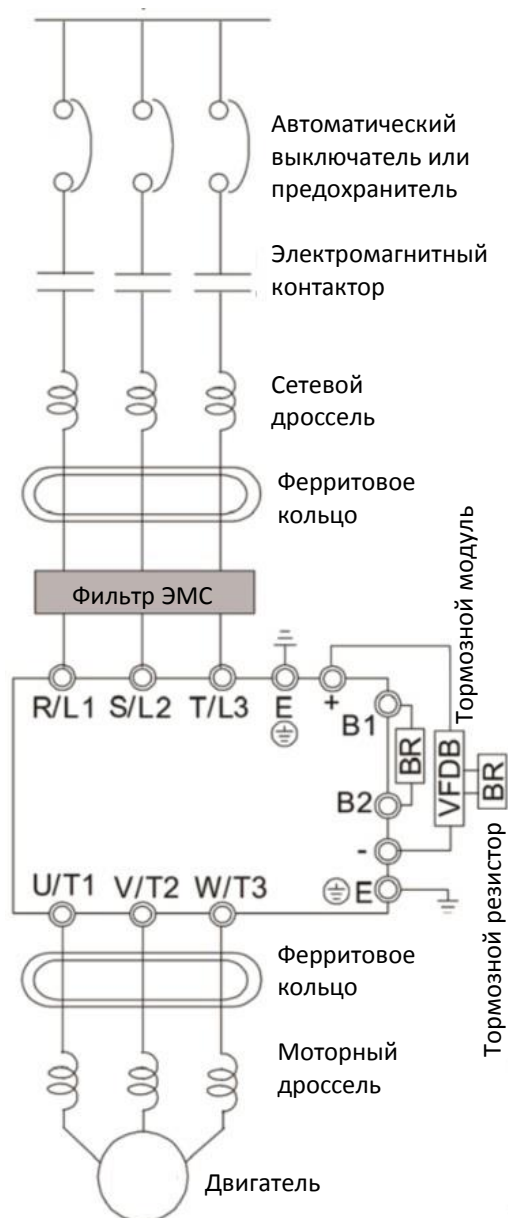 Автоматический
выключатель или
предохранитель
Электромагнитный
контактор
Сетевой
дроссель
Ферритовое
кольцо
Фильтр ЭМС
R/L1 S/L2 T/L3 E +
B1
BR
B2
-
E
VFDB
BR
Тормозной модуль
Тормозной резистор
U/T1 V/T2 W/T3
Ферритовое
кольцо
Моторный
дроссель
Двигатель